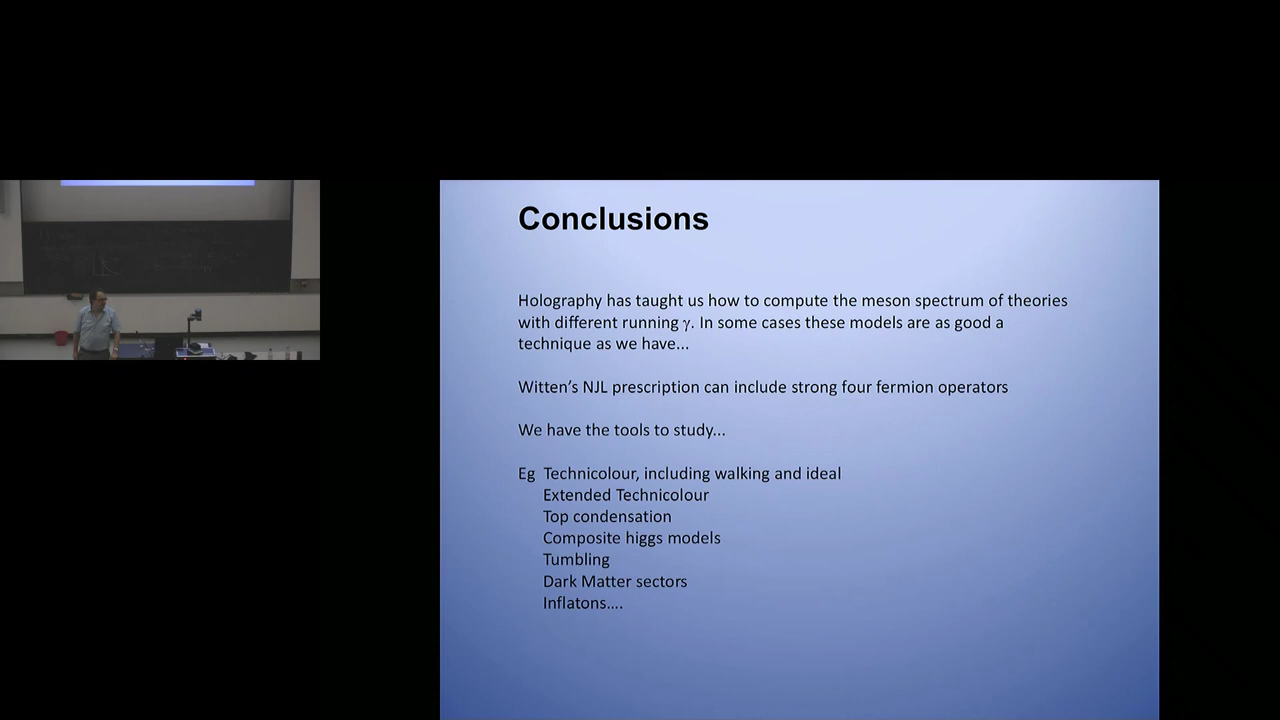 Conclusions
Holography has taught us how to compute the meson spectrum of theories
with different running γ. In some cases these models are as good a
technique as we have...
Witten’s NJL prescription can include strong four fermion operators
We have the tools to study...
Eg Technicolour, including walking and ideal
Extended Technicolour
Top condensation
Composite higgs models
Tumbling
Dark Matter sectors
Inflatons....